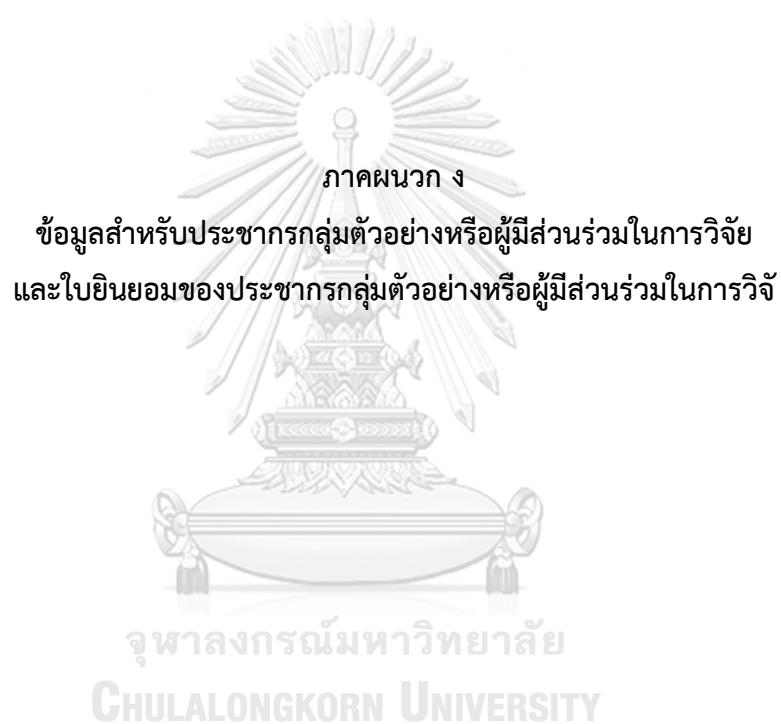 ภาคผนวก ง
ข้อมูลสำหรับประชากรกลุ่มตัวอย่างหรือผู้มีส่วนร่วมในการวิจัย
และใบยินยอมของประชากรกลุ่มตัวอย่างหรือผู้มีส่วนร่วมในการวิจั
จุฬาลงกรณ์มหาวิทยาลัย
CHULALONGKORN UNIVERSITY